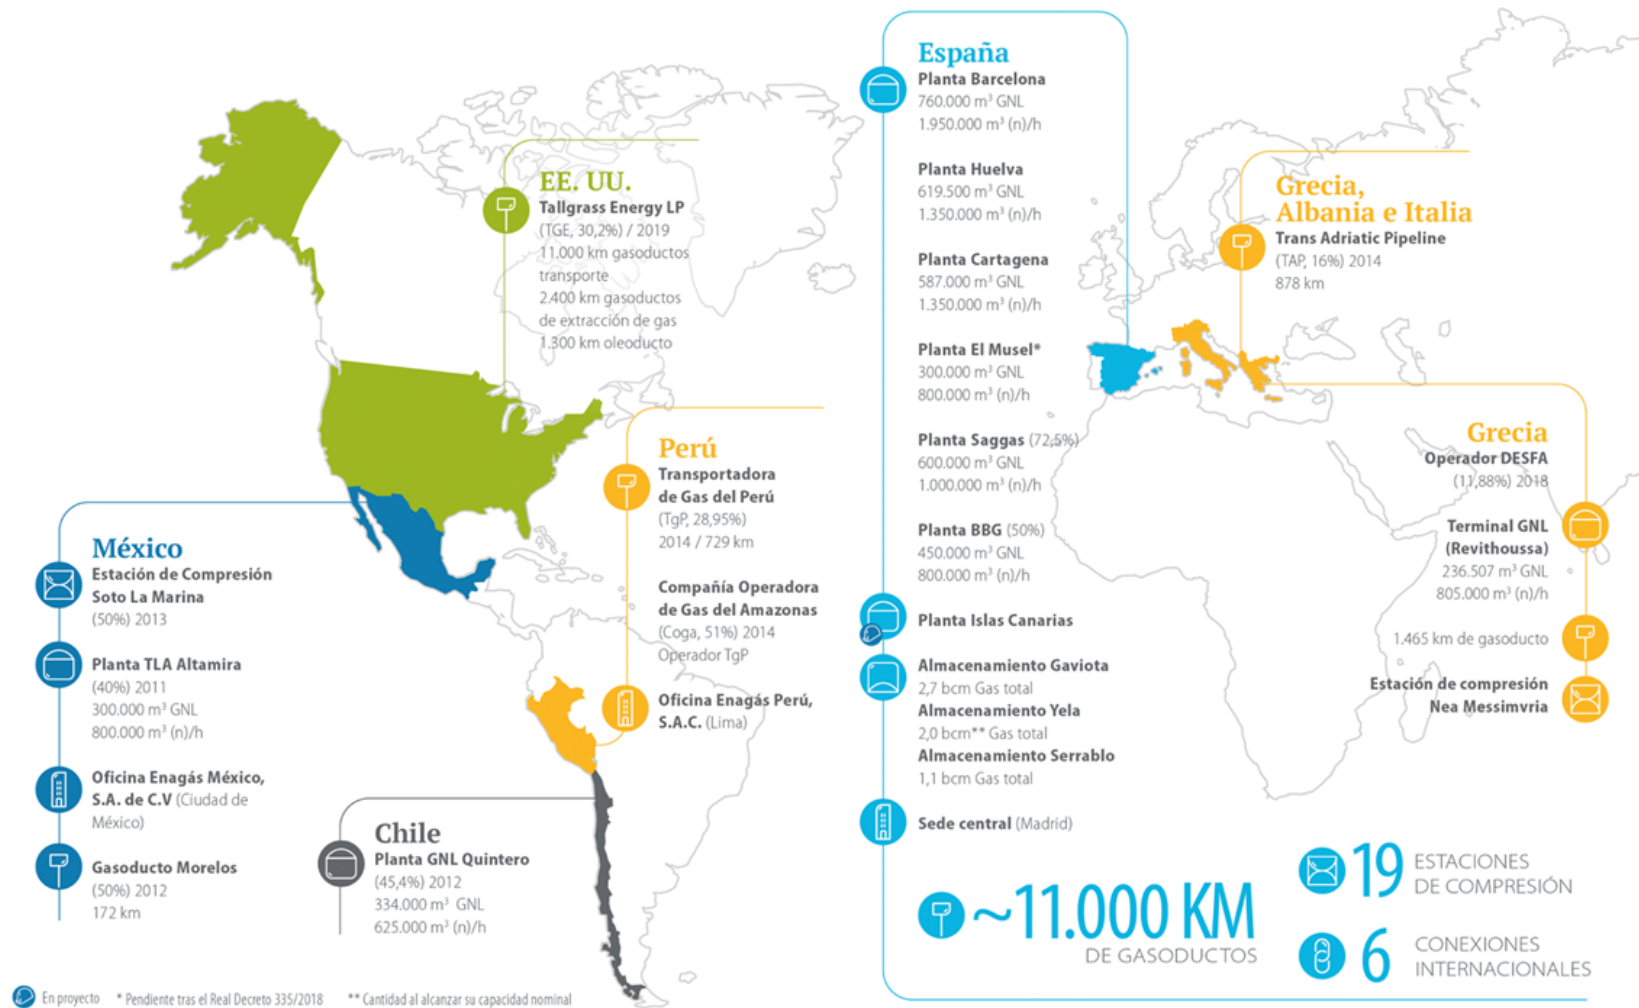 EE. UU.
Tallgrass Energy LP
(TGE, 30,2%) / 2019
11.000 km gasoductos
transporte
2.400 km gasoductos
de extracción de gas
1.300 km oleoducto
México
Estación de Compresión
Soto La Marina
(50%) 2013
Planta TLA Altamira
(40%) 2011
300.000 m³ GNL
800.000 m³ (n)/h
Oficina Enagás México,
S.A. de C.V (Ciudad de
México)
Gasoducto Morelos
(50%) 2012
172 km
Perú
Transportadora
de Gas del Perú
(TgP, 28,95%)
2014 / 729 km
Compañía Operadora
de Gas del Amazonas
(Coga, 51%) 2014
Operador TgP
Oficina Enagás Perú,
S.A.C. (Lima)
Chile
Planta GNL Quintero
(45,4%) 2012
334.000 m³ GNL
625.000 m³ (n)/h
España
Planta Barcelona
760.000 m³ GNL
1.950.000 m³ (n)/h
Planta Huelva
619.500 m³ GNL
1.350.000 m³ (n)/h
Planta Cartagena
587.000 m³ GNL
1.350.000 m³ (n)/h
Planta El Musel*
300.000 m³ GNL
800.000 m³ (n)/h
Planta Saggas (72,5%)
600.000 m³ GNL
1.000.000 m³ (n)/h
Planta BBG (50%)
450.000 m³ GNL
800.000 m³ (n)/h
Planta Islas Canarias
Almacenamiento Gaviota
2,7 bcm Gas total
Almacenamiento Yela
2,0 bcm** Gas total
Almacenamiento Serrablo
1,1 bcm Gas total
Sede central (Madrid)
~11.000 KM
DE GASODUCTOS
19 ESTACIONES
DE COMPRESIÓN
6 CONEXIONES
INTERNACIONALES
Grecia,
Albania e Italia
Trans Adriatic Pipeline
(TAP, 16%) 2014
878 km
Grecia
Operador DESFA
(11,88%) 2018
Terminal GNL
(Revithoussa)
236.507 m³ GNL
805.000 m³ (n)/h
1.465 km de gasoducto
Estación de compresión
Nea Messimvria
En proyecto * Pendiente tras el Real Decreto 335/2018 ** Cantidad al alcanzar su capacidad nominal